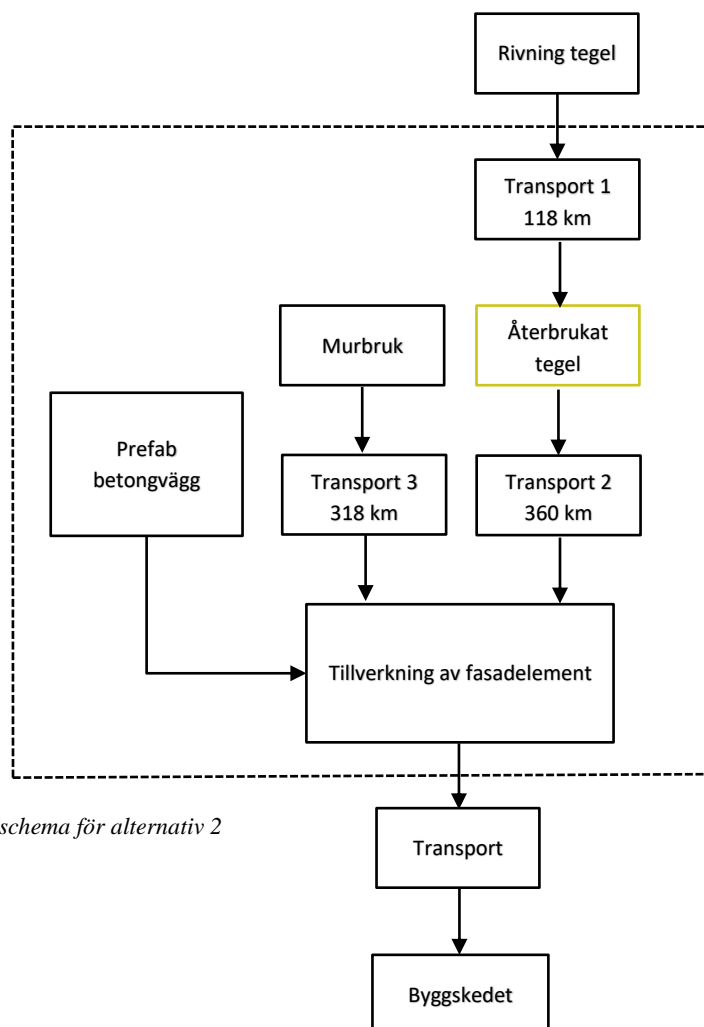 Rivning tegel
Transport 1
118 km
Återbrukat
tegel
Murbruk
Prefab
betongvägg
Transport 3
318 km
Transport 2
360 km
Tillverkning av fasadelement
schema för alternativ 2
Transport
Byggskedet